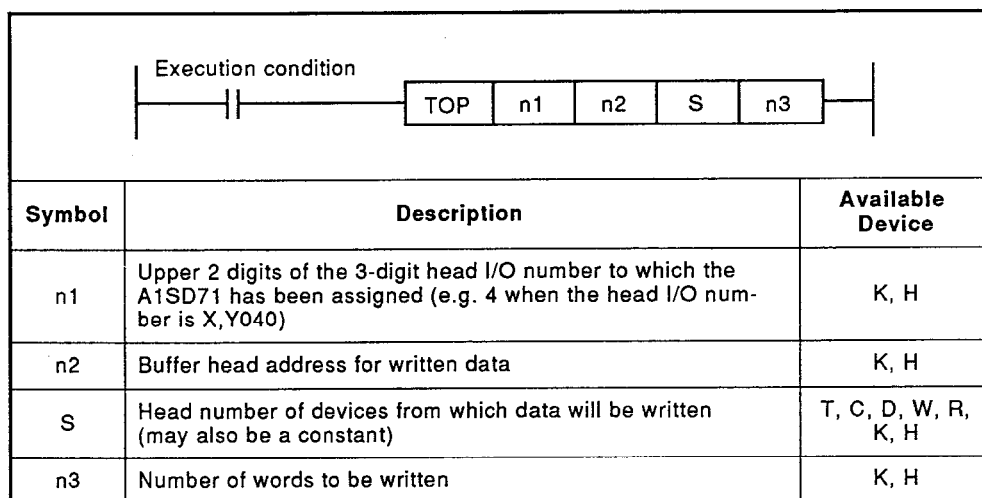 Execution condition
TOP n1 n2 S n3
Symbol Description Available Device
n1 Upper 2 digits of the 3-digit head I/O number to which the
A1SD71 has been assigned (e.g. 4 when the head I/O num-
ber is X,Y040) K, H
n2 Buffer head address for written data K, H
S Head number of devices from which data will be written
(may also be a constant) T, C, D, W, R,
K, H
n3 Number of words to be written K, H